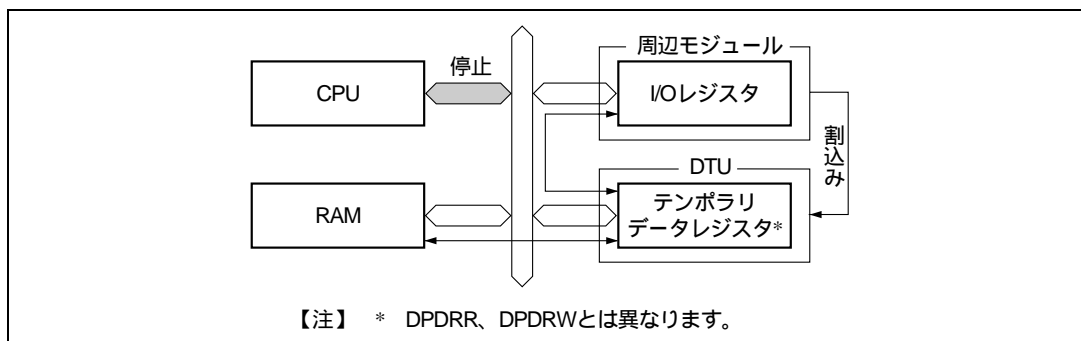 周辺モジュール
停止
CPU
I/Oレジスタ
割込み
DTU
RAM
テンポラリ
データレジスタ*
【注】 * DPDRR、DPDRWとは異なります。